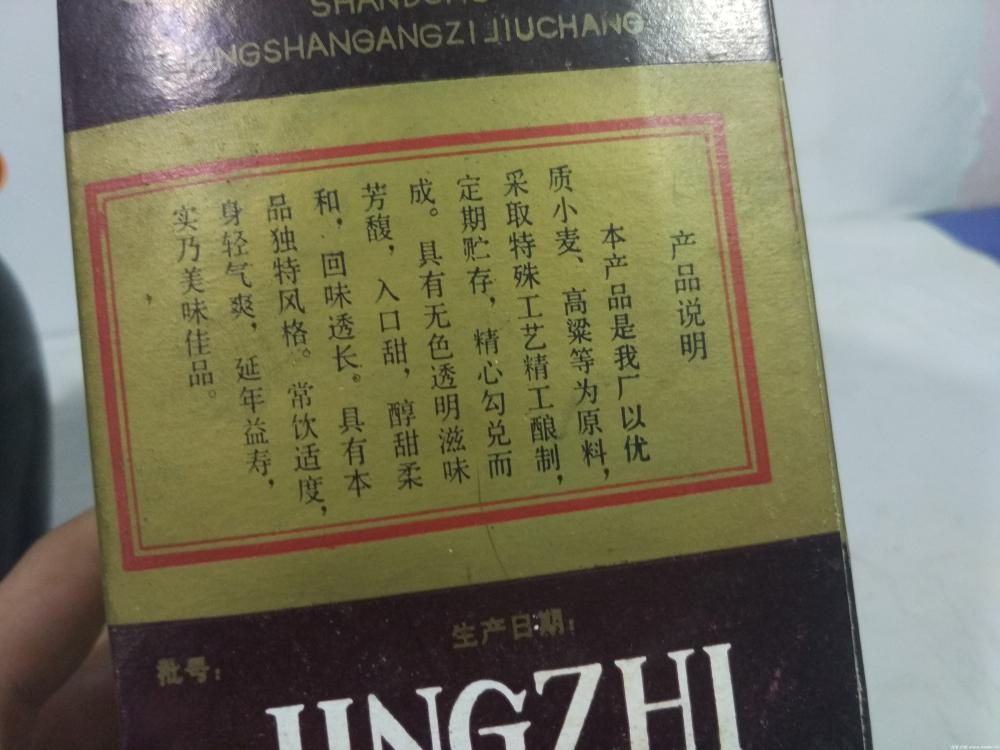 SHANDONG
ANGSHANGANGZIJIUCHANG
产品说明
本产品是我厂以优
质小麦、高粱等为原料，
采取特殊工艺精工酿制，
定期贮存，精心勾兑而
成。具有无色透明滋味
芳馥，入口甜，醇甜柔
和，回味透长。具有本
品独特风格。常饮适度，
身轻气爽，延年益寿，
实乃美味佳品。
生产日期：
批号：
JINGZHI